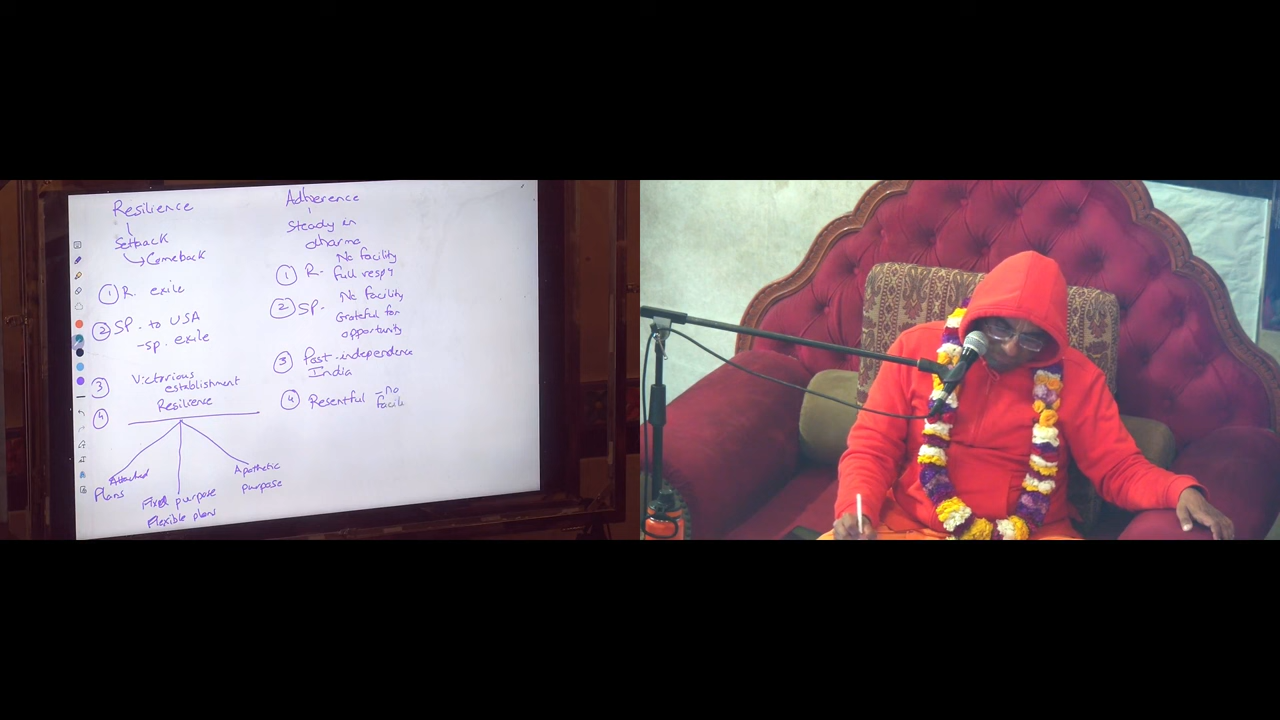 Resilience
Setback
Comeback
1 R. exile
2 SP - to USA
- SP. exile
3 Victorious
establishment
4 Resilience
Attached
Plans
Fixed purpose
Flexible plans
Apathetic
purpose
Adherence
Steady in
dharma
1 R. - No facility
Full resp4
2 SP - No facility
Grateful for
opportunity
3 Post-independence
India
4 Resentful - no
facili